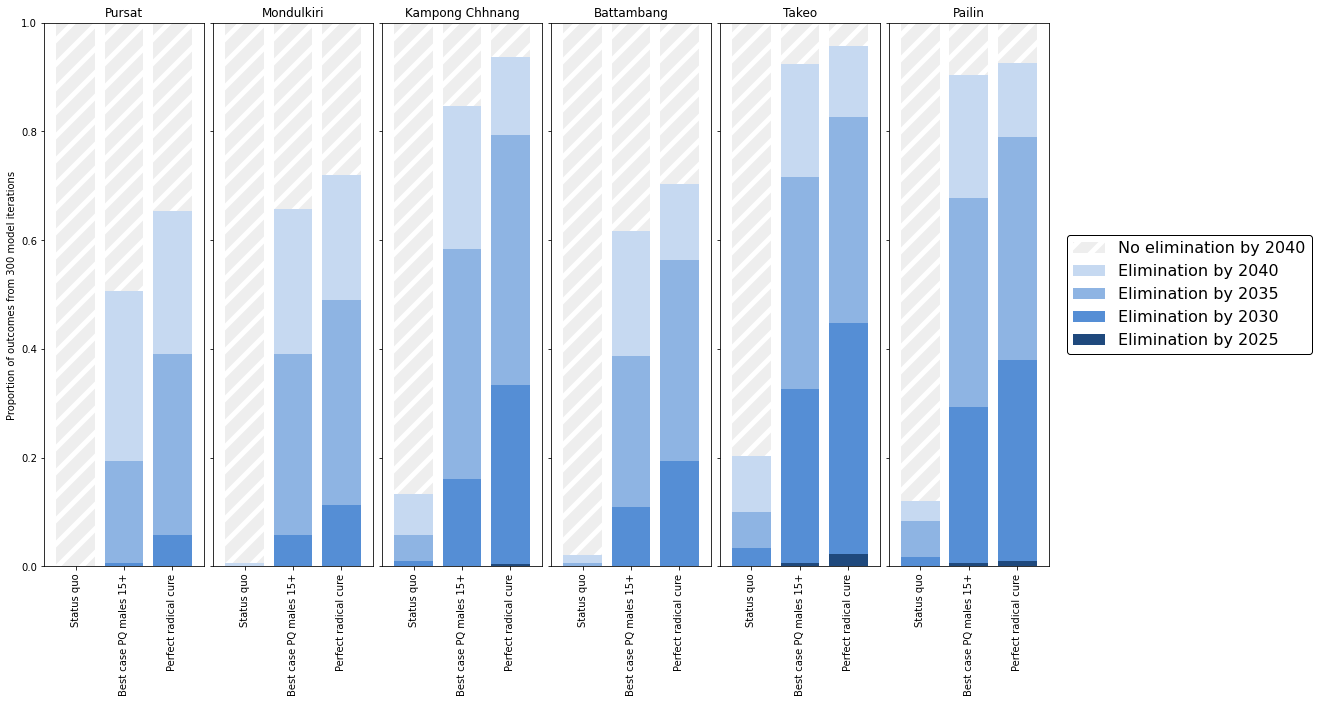 Pursat
Mondulkiri
Kampong Chhnang
Battambang
Takeo
Pailin
Proportion of outcomes from 300 model iterations
1.0
0.8
0.6
0.4
0.2
0.0
Status quo
Best case PQ males 15+
Perfect radical cure
Status quo
Best case PQ males 15+
Perfect radical cure
Status quo
Best case PQ males 15+
Perfect radical cure
Status quo
Best case PQ males 15+
Perfect radical cure
Status quo
Best case PQ males 15+
Perfect radical cure
Status quo
Best case PQ males 15+
Perfect radical cure
No elimination by 2040
Elimination by 2040
Elimination by 2035
Elimination by 2030
Elimination by 2025